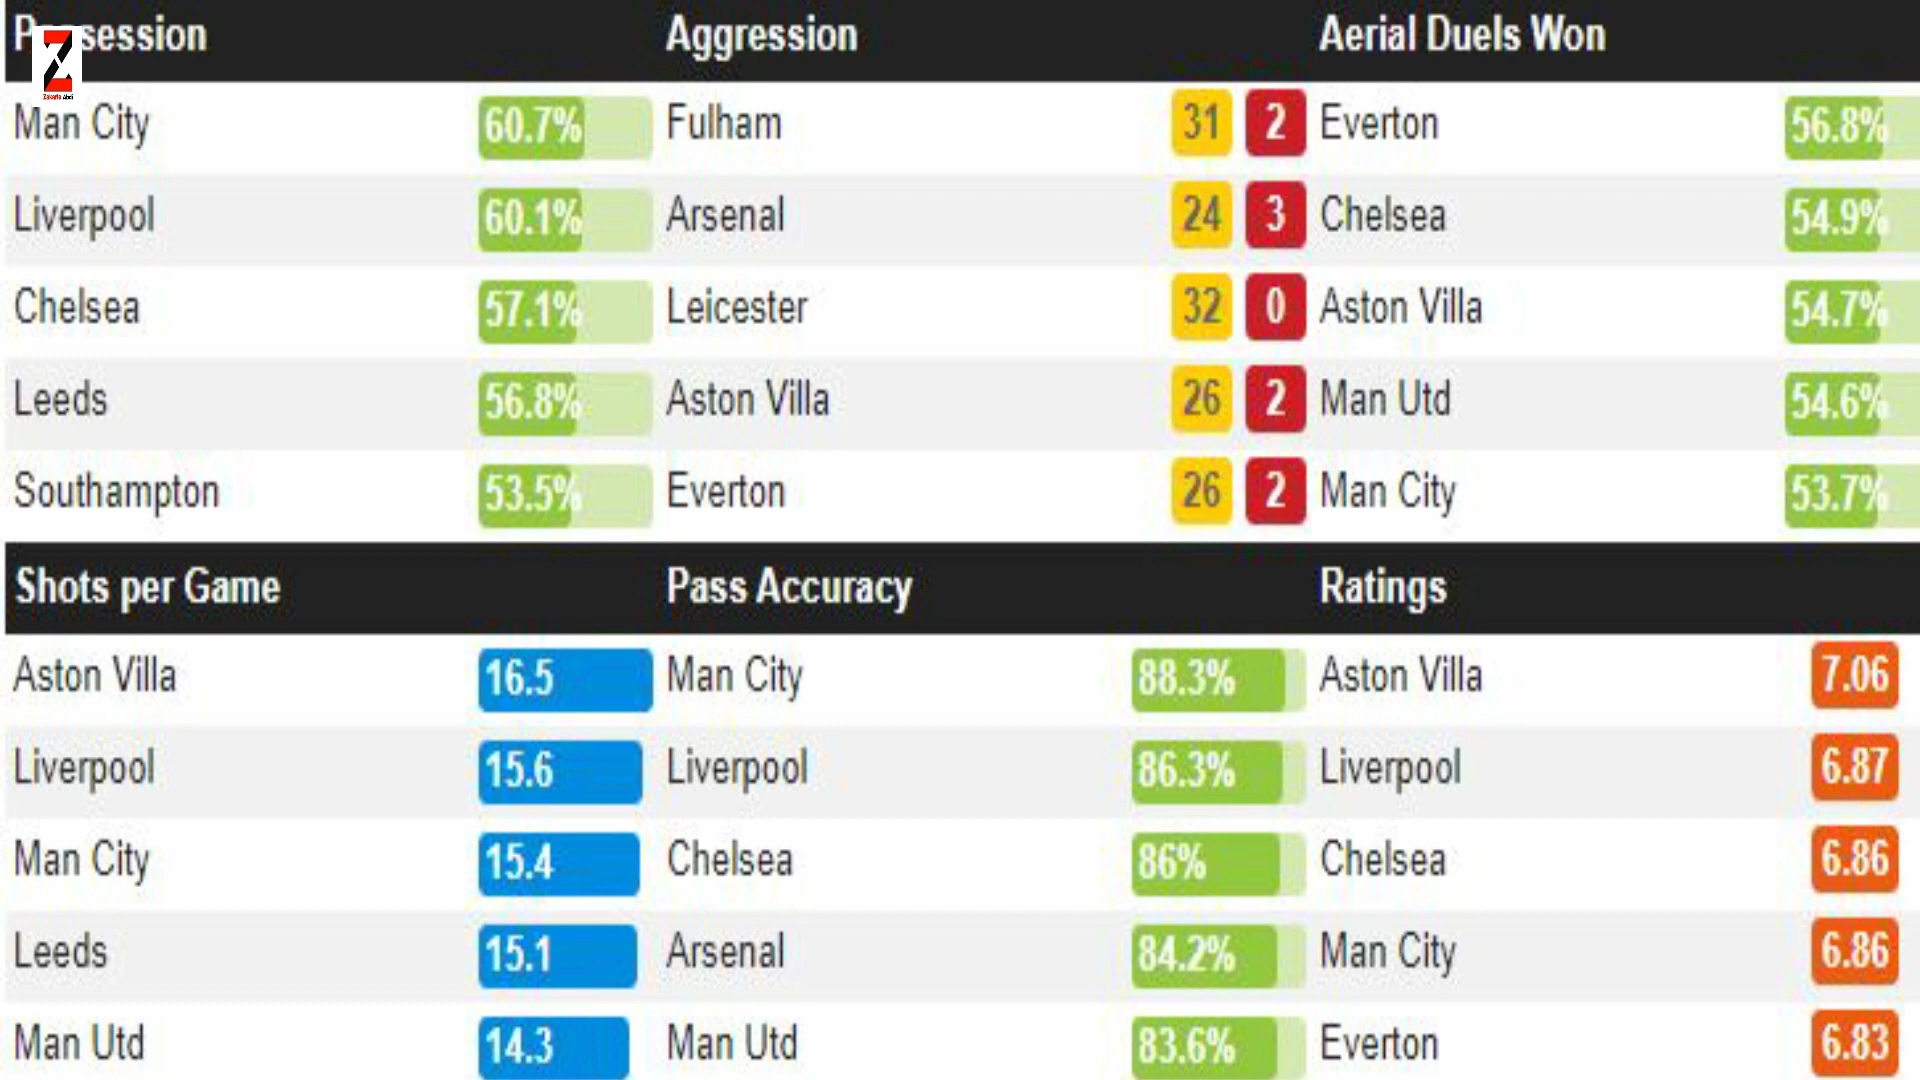 Possession Aggression Aerial Duels Won
Zakaria Abdi
Man City 60.7% Fulham 31 2 Everton 56.8%
Liverpool 60.1% Arsenal 24 3 Chelsea 54.9%
Chelsea 57.1% Leicester 32 0 Aston Villa 54.7%
Leeds 56.8% Aston Villa 26 2 Man Utd 54.6%
Southampton 53.5% Everton 26 2 Man City 53.7%
Shots per Game Pass Accuracy Ratings
Aston Villa 16.5 Man City 88.3% Aston Villa 7.06
Liverpool 15.6 Liverpool 86.3% Liverpool 6.87
Man City 15.4 Chelsea 86% Chelsea 6.86
Leeds 15.1 Arsenal 84.2% Man City 6.86
Man Utd 14.3 Man Utd 83.6% Everton 6.83